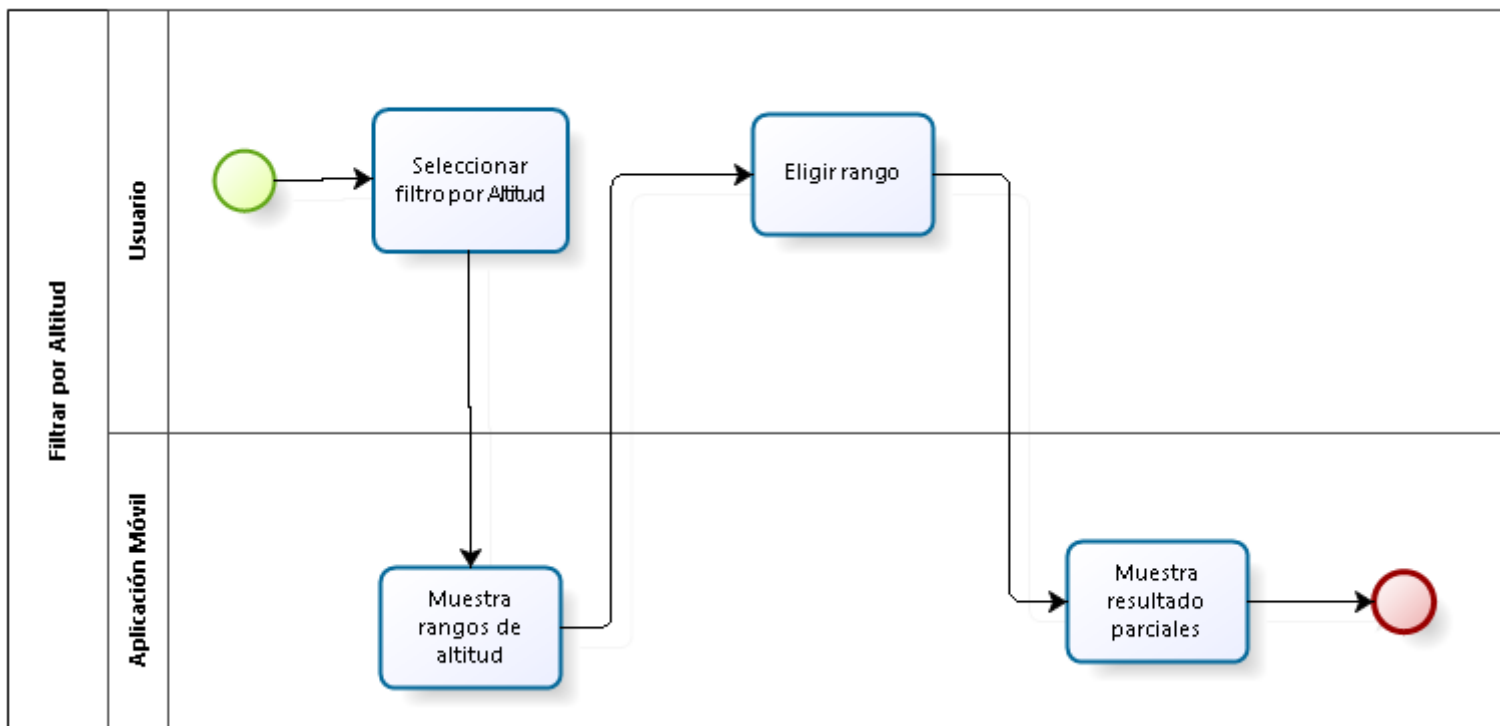 Filtrar por Altitud
Usuario
Seleccionar
filtro por Altitud
Eligir rango
Aplicación Móvil
Muestra
rangos de
altitud
Muestra
resultado
parciales